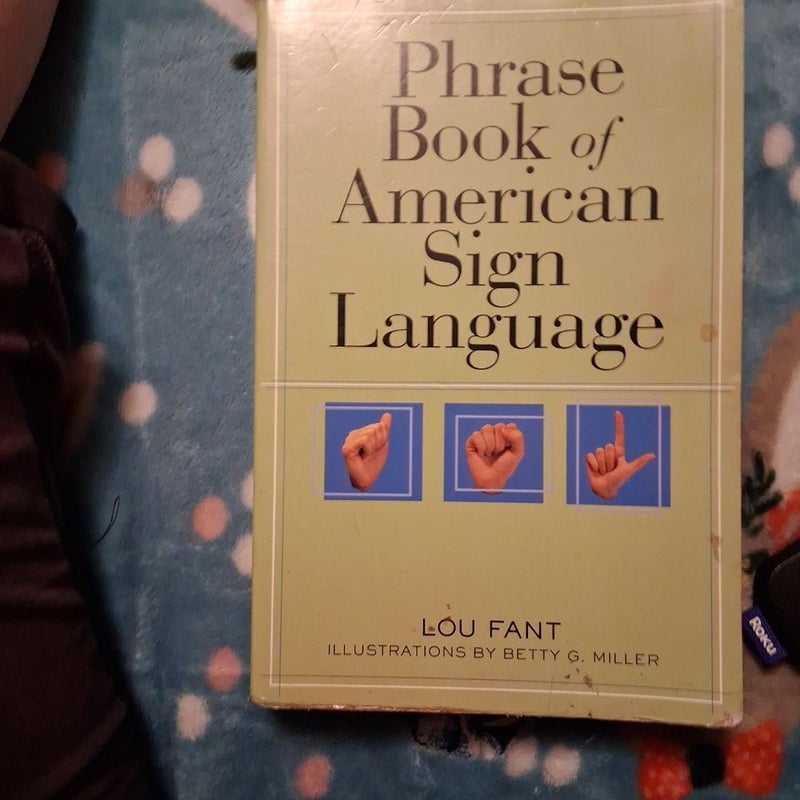 Phrase
Book of
American
Sign
Language
LOU FANT
ILLUSTRATIONS BY BETTY G. MILLER
Roku